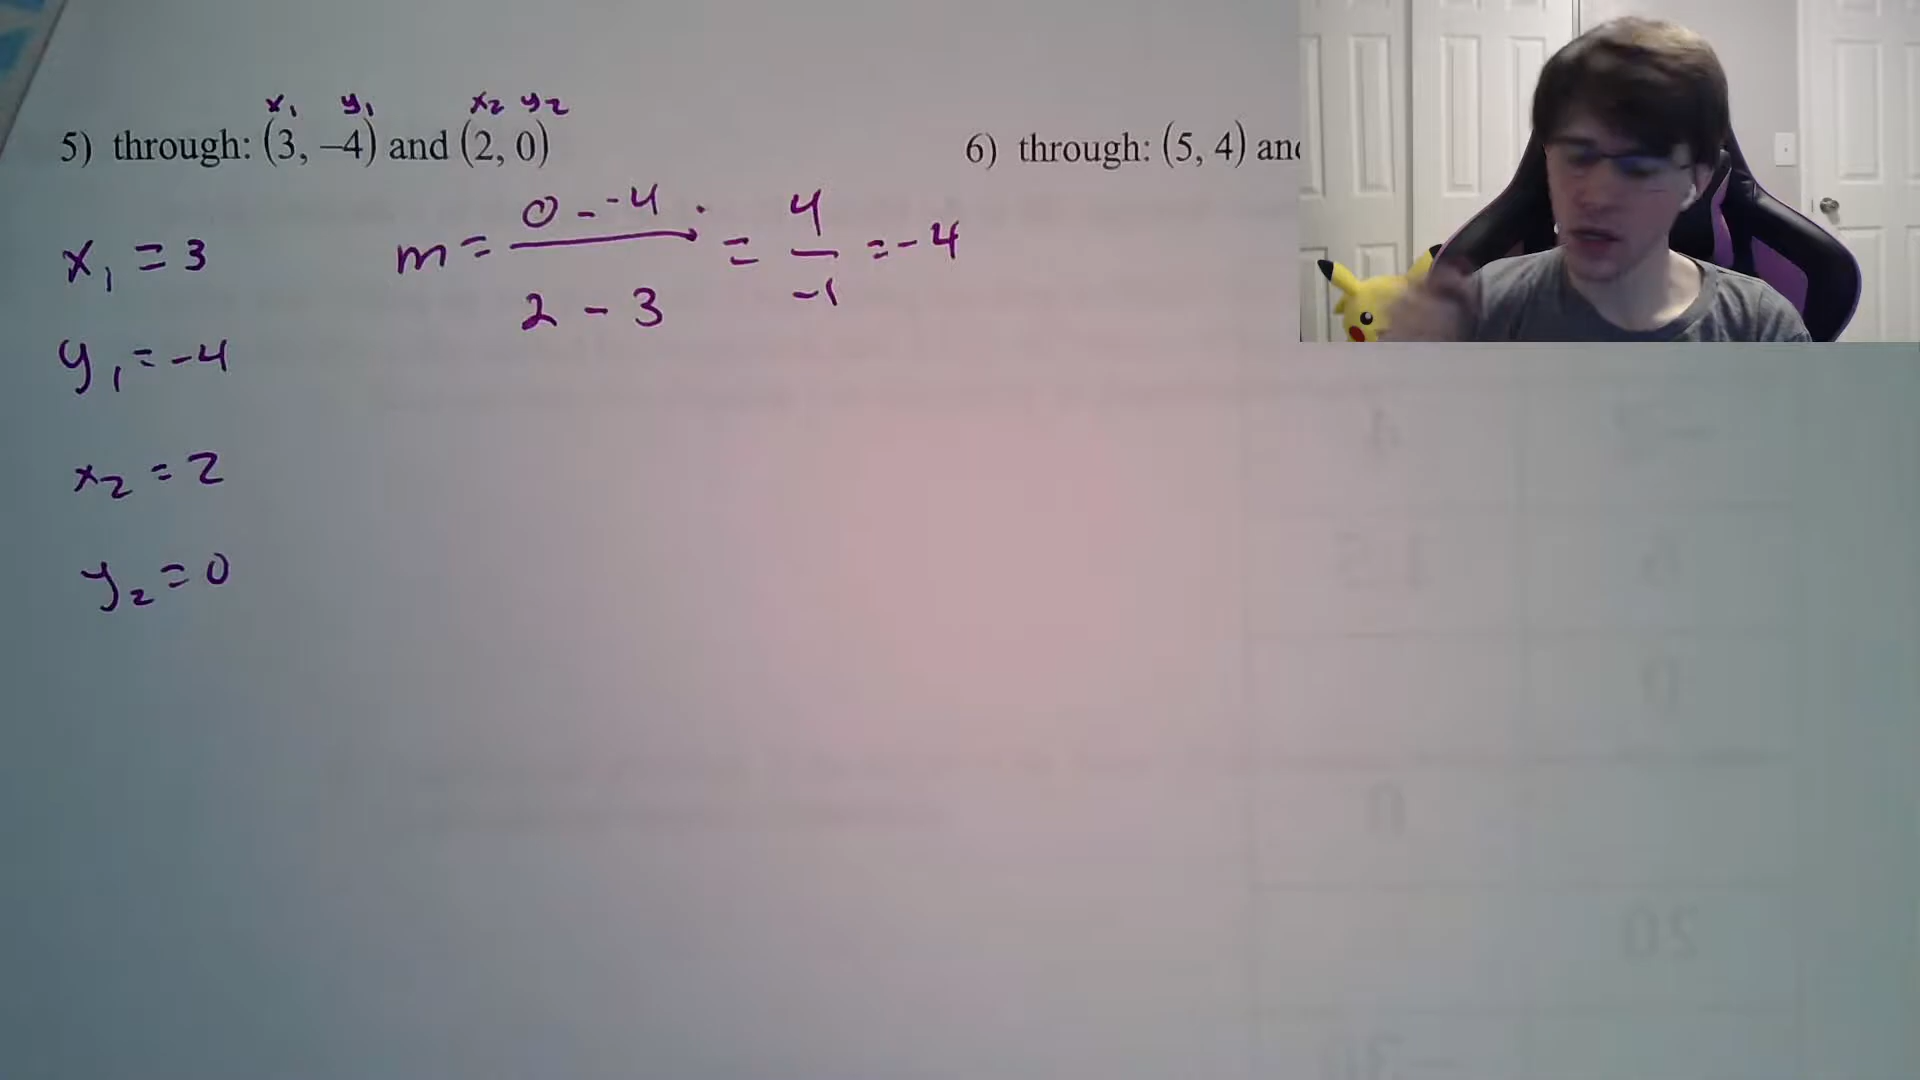 x₁ y₁ x₂ y₂
5) through: (3, –4) and (2, 0)
6) through: (5, 4) and
m = 0 - -4 / 2 - 3 = 4 / -1 = -4
x₁ = 3
y₁ = -4
x₂ = 2
y₂ = 0